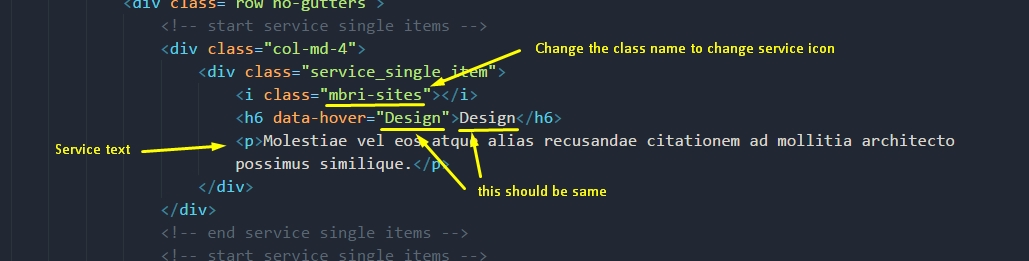 <div class="row no-gutters">
<!-- start service single items -->
<div class="col-md-4">
Change the class name to change service icon
<div class="service_single_item">
<i class="mbri-sites"></i>
<h6 data-hover="Design">Design</h6>
Service text
<p>Molestiae vel eos atque alias recusandae citationem ad mollitia architecto
possimus similique.</p>
this should be same
</div>
</div>
<!-- end service single items -->
<!-- start service single items -->